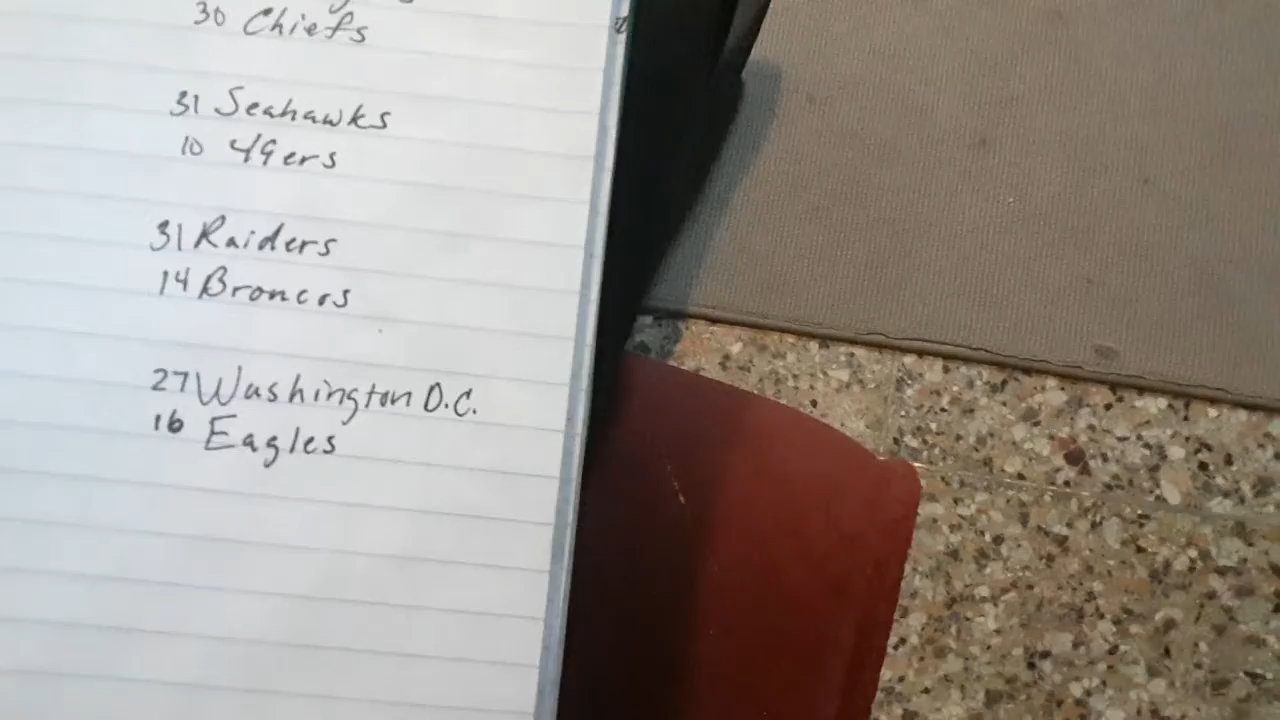 30 Chiefs
31 Seahawks
10 49ers
31 Raiders
14 Broncos
27 Washington D.C.
16 Eagles